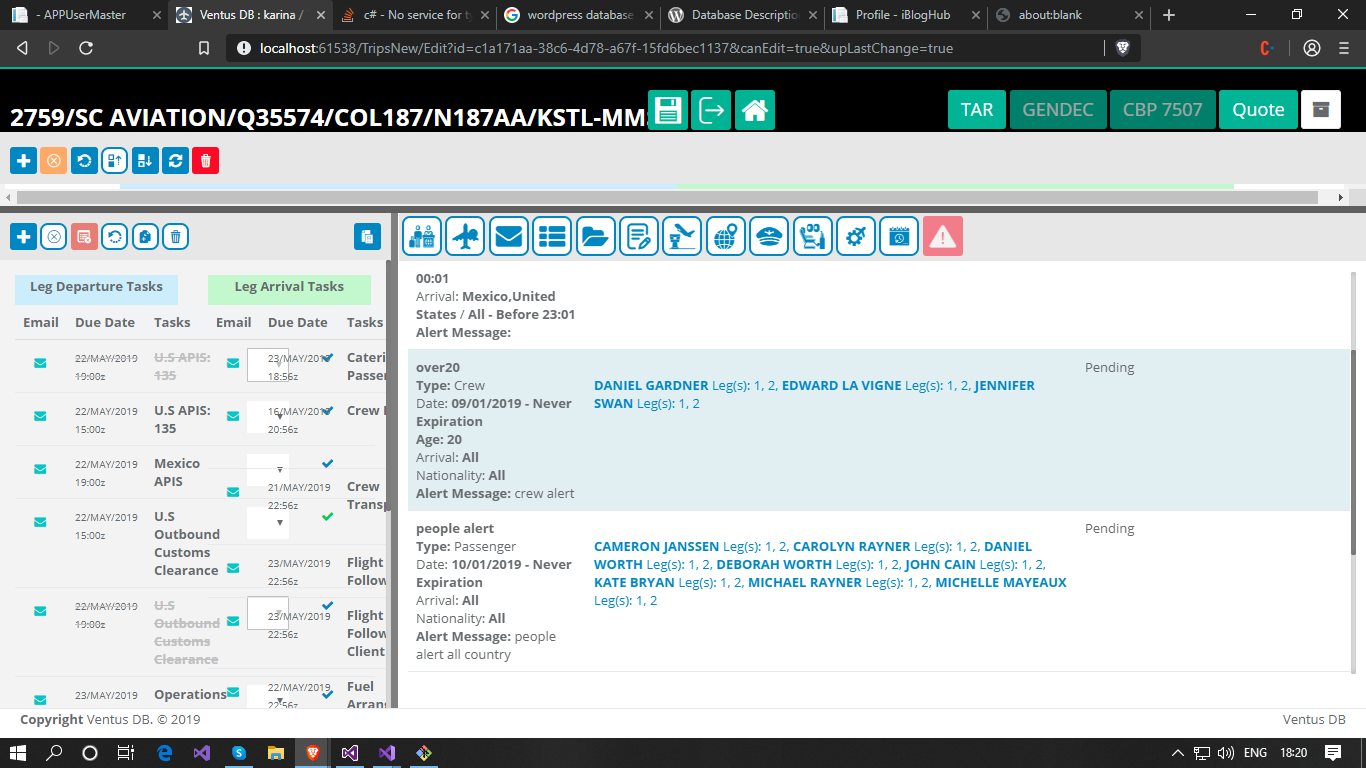 - APPUserMaster
Ventus DB : karina /
c# - No service for ty
wordpress database
Database Description
Profile - iBlogHub
about:blank
localhost:61538/TripsNew/Edit?id=c1a171aa-38c6-4d78-a67f-15fd6bec1137&canEdit=true&upLastChange=true
2759/SC AVIATION/Q35574/COL187/N187AA/KSTL-MM
TAR
GENDEC
CBP 7507
Quote
Leg Departure Tasks
Leg Arrival Tasks
Email Due Date Tasks
Email Due Date Tasks
22/MAY/2019 19:00z U.S APIS: 135
23/MAY/2019 18:56z Cateri Passen
22/MAY/2019 15:00z U.S APIS: 135
16/MAY/2019 20:56z Crew
22/MAY/2019 19:00z Mexico APIS
21/MAY/2019 22:56z Crew Transp
22/MAY/2019 15:00z U.S Outbound Customs Clearance
23/MAY/2019 22:56z Flight Follow
22/MAY/2019 19:00z U.S Outbound Customs Clearance
23/MAY/2019 22:56z Flight Follow Client
23/MAY/2019 Operations
22/MAY/2019 22:56z Fuel Arran
00:01
Arrival: Mexico,United
States / All - Before 23:01
Alert Message:
over20
Type: Crew
Date: 09/01/2019 - Never
Expiration
Age: 20
Arrival: All
Nationality: All
Alert Message: crew alert
DANIEL GARDNER Leg(s): 1, 2, EDWARD LA VIGNE Leg(s): 1, 2, JENNIFER
SWAN Leg(s): 1, 2
Pending
people alert
Type: Passenger
Date: 10/01/2019 - Never
Expiration
Arrival: All
Nationality: All
Alert Message: people
alert all country
CAMERON JANSSEN Leg(s): 1, 2, CAROLYN RAYNER Leg(s): 1, 2, DANIEL
WORTH Leg(s): 1, 2, DEBORAH WORTH Leg(s): 1, 2, JOHN CAIN Leg(s): 1, 2,
KATE BRYAN Leg(s): 1, 2, MICHAEL RAYNER Leg(s): 1, 2, MICHELLE MAYEAUX
Leg(s): 1, 2
Pending
Copyright Ventus DB. © 2019
Ventus DB
ENG
18:20